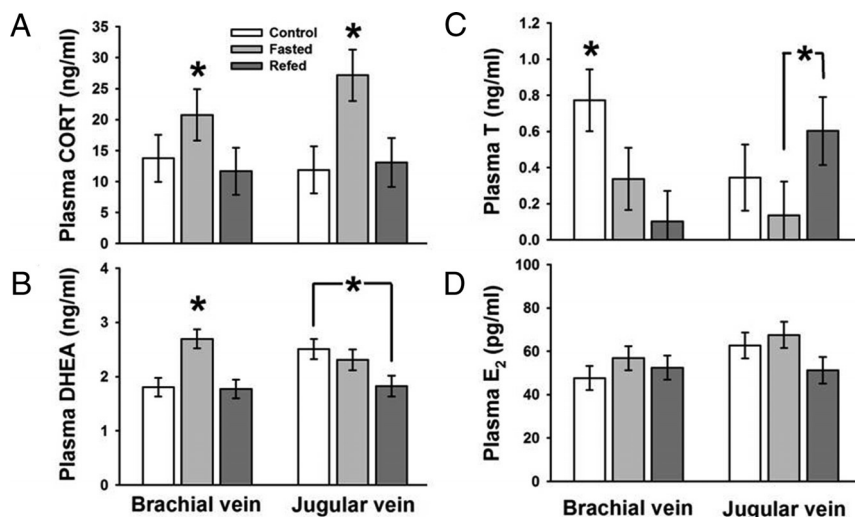 A
Plasma CORT (ng/ml)
35
30
25
20
15
10
5
0
Control
Fasted
Refed
*
*
B
Plasma DHEA (ng/ml)
4
3
2
1
*
*
Brachial vein
Jugular vein
C
Plasma T (ng/ml)
1.2
1.0
0.8
0.6
0.4
0.2
0.0
*
*
D
Plasma E2 (pg/ml)
100
80
60
40
20
0
Brachial vein
Jugular vein